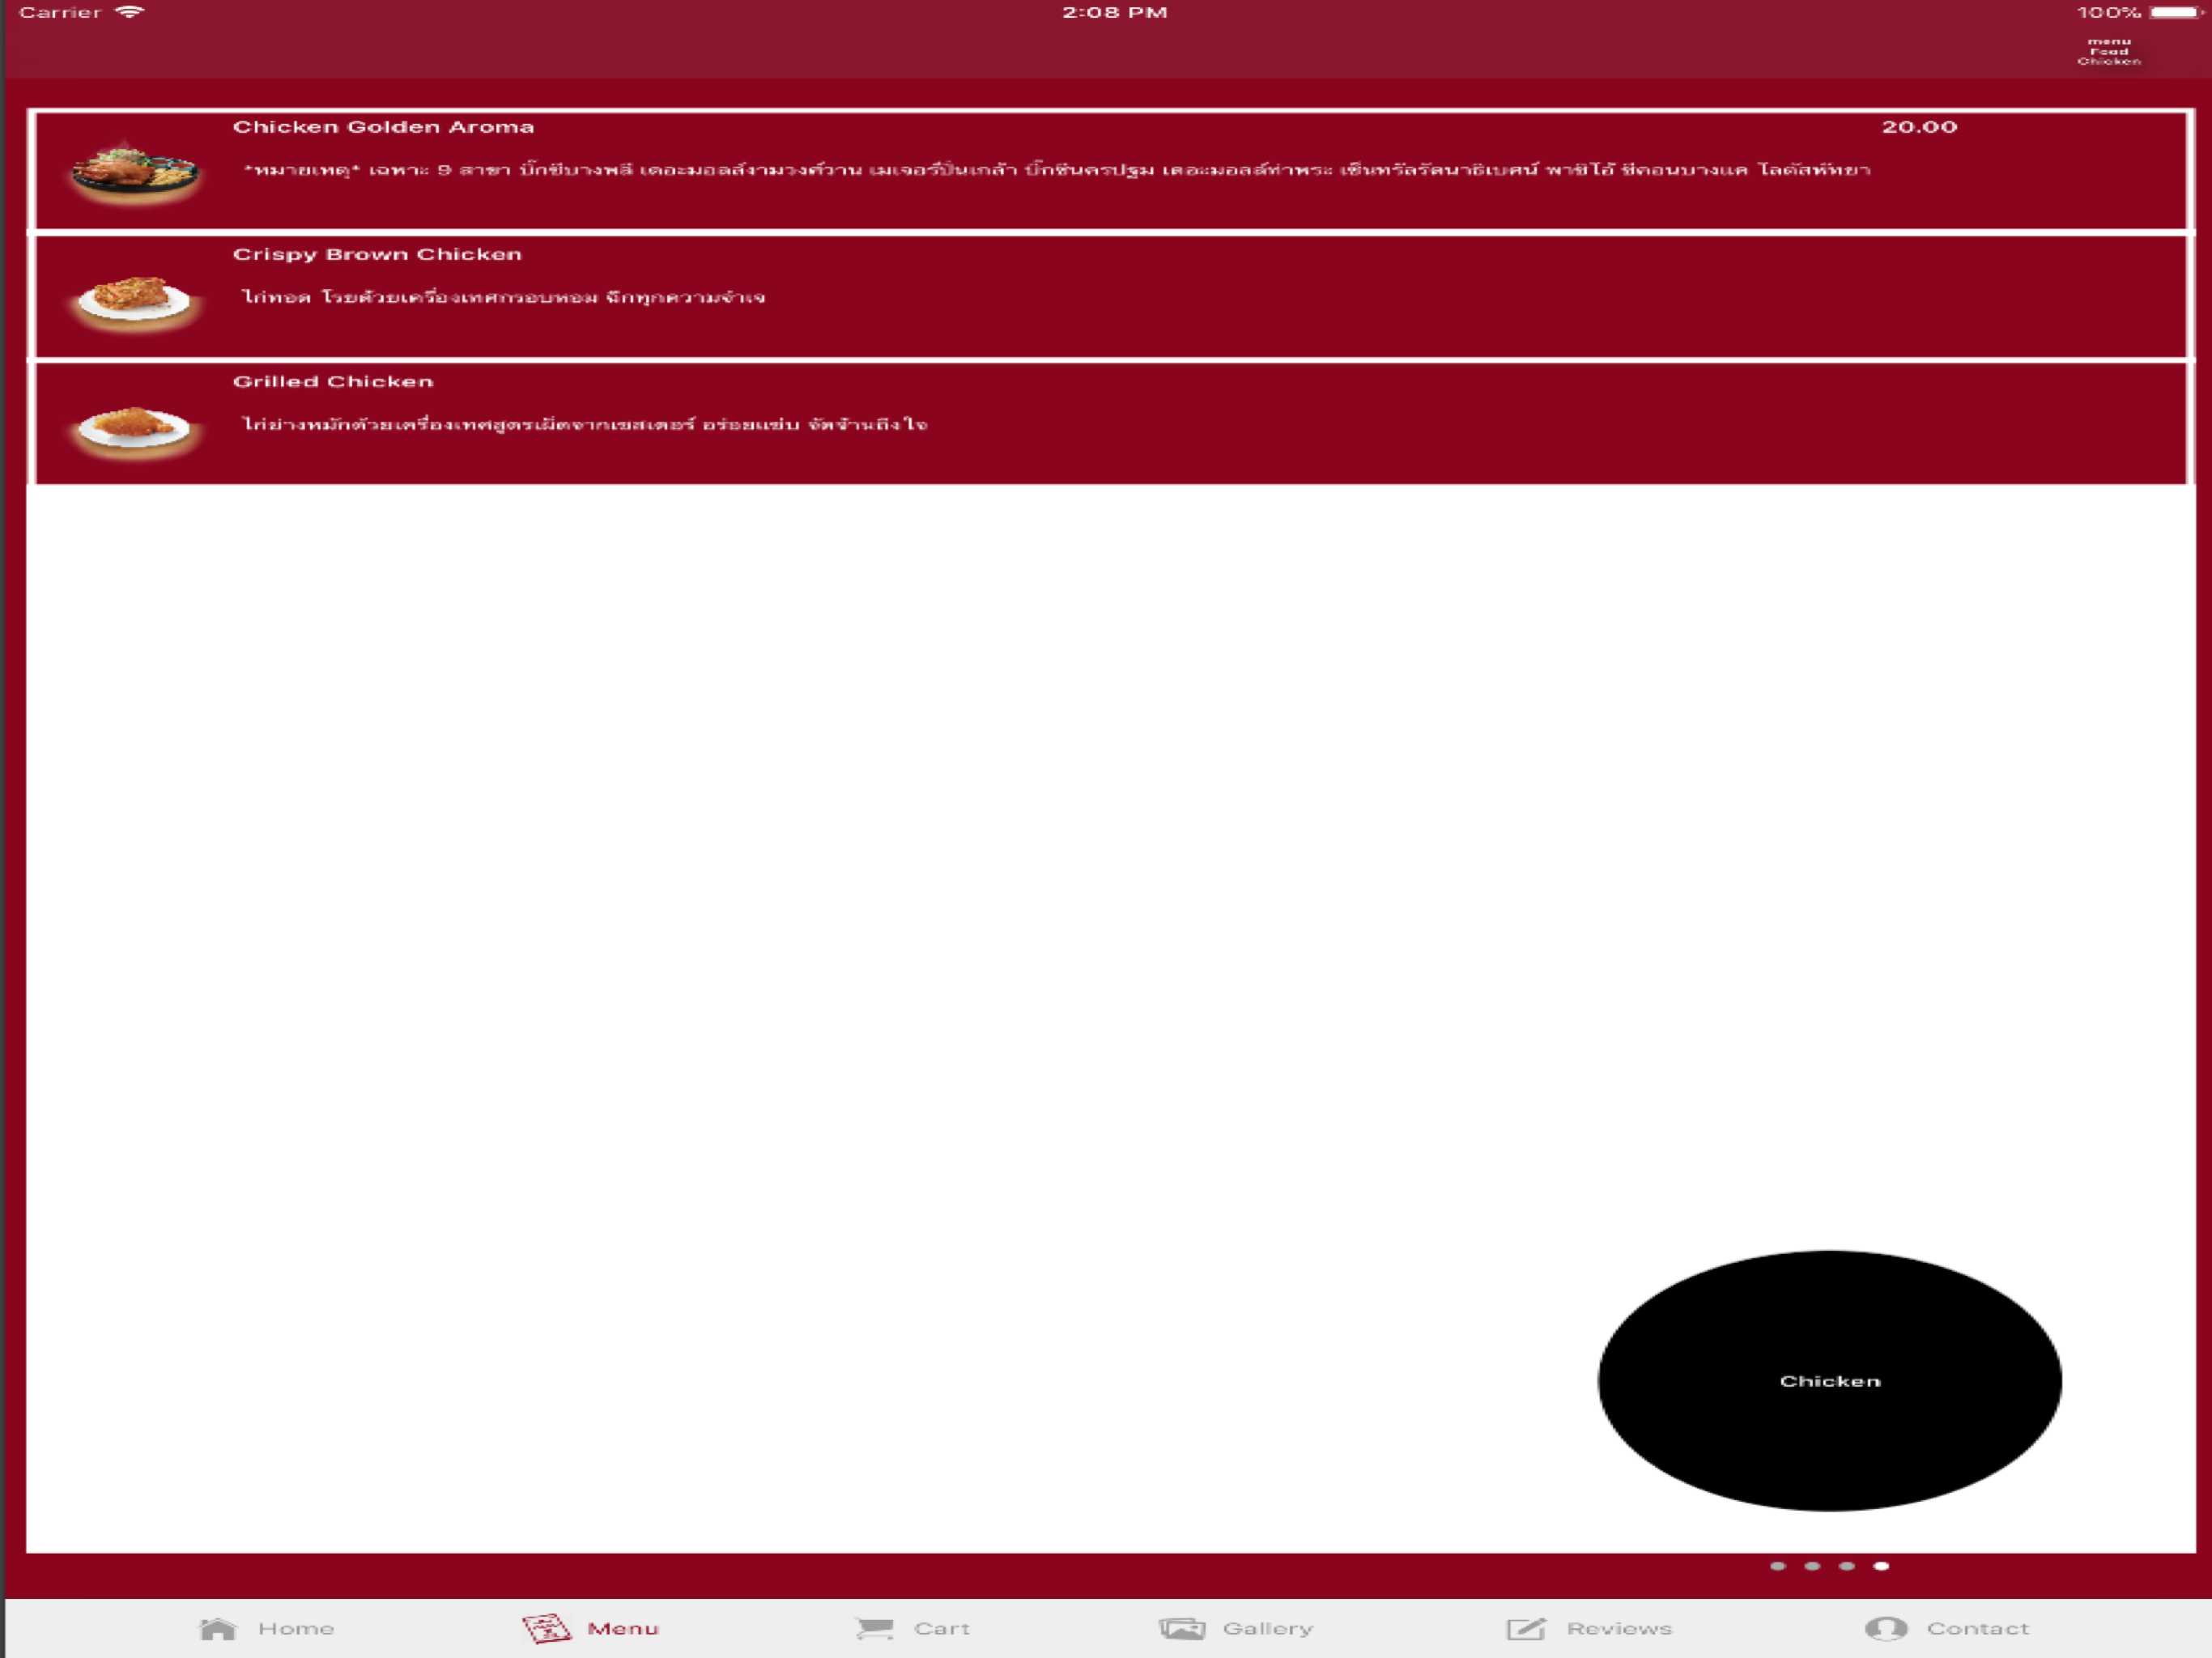 Carrier
2:08 PM
100%
menu
Food
Chicken
Chicken Golden Aroma
20.00
*หมายเหตุ* เฉพาะ 9 สาขา บิ๊กซีบางพลี เดอะมอลล์งามวงศ์วาน เมเจอร์ปิ่นเกล้า บิ๊กซีนครปฐม เดอะมอลล์ท่าพระ เซ็นทรัลรัตนาธิเบศน์ พาซิโอ้ ซีคอนบางแค โลตัสพัทยา
Crispy Brown Chicken
ไก่ทอด โรยด้วยเครื่องเทศกรอบหอม ฉีกทุกความจำเจ
Grilled Chicken
ไก่ย่างหมักด้วยเครื่องเทศสูตรเผ็ดจากเชสเตอร์ อร่อยแซ่บ จัดจ้านถึงใจ
Chicken
Home
Menu
Cart
Gallery
Reviews
Contact